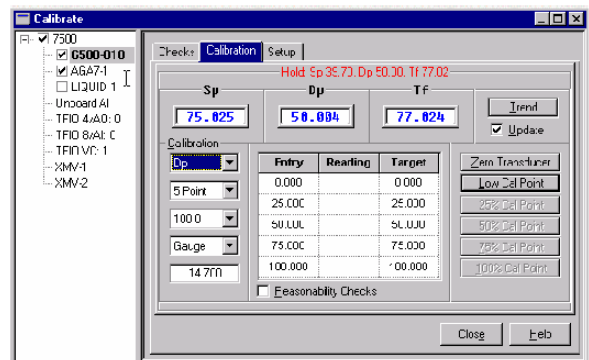 Calibrate
7500
G500-010
AGA7-1
LIQUID 1
Onboard AI
TFIO 4/AO: 0
TFIO 8/AI: 0
TFIO VC: 1
XMV-1
XMV-2
Checks Calibration Setup
Hold: Sp 39.70, Dp 50.00, Tf 77.02
Sp Dp Tf
75.025 50.004 77.024
Trend
Update
Calibration
Dp
5 Point
100.0
Gauge
14.700
Entry Reading Target
0.000 0.000
25.000 25.000
50.000 50.000
75.000 75.000
100.000 100.000
Reasonability Checks
Zero Transducer
Low Cal Point
25% Cal Point
50% Cal Point
75% Cal Point
100% Cal Point
Close Help